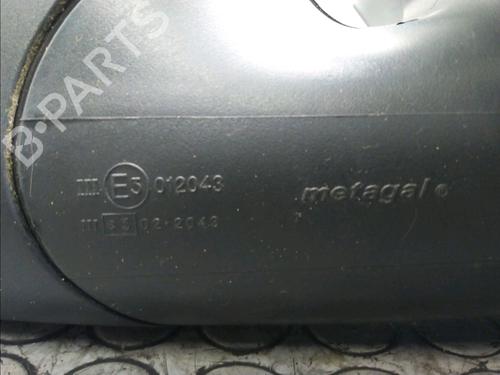 B-PARTS
III E3 012043
III e3 02*2043
metagal®